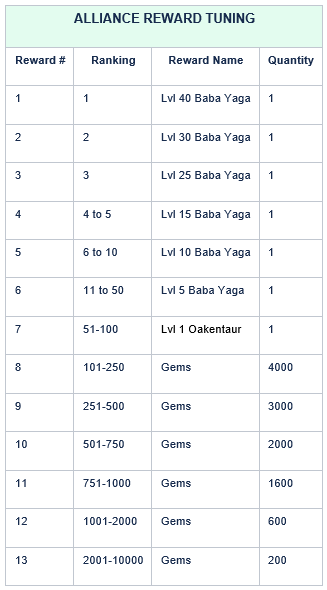 ALLIANCE REWARD TUNING
Reward # Ranking Reward Name Quantity
1 1 Lvl 40 Baba Yaga 1
2 2 Lvl 30 Baba Yaga 1
3 3 Lvl 25 Baba Yaga 1
4 4 to 5 Lvl 15 Baba Yaga 1
5 6 to 10 Lvl 10 Baba Yaga 1
6 11 to 50 Lvl 5 Baba Yaga 1
7 51-100 Lvl 1 Oakentaur 1
8 101-250 Gems 4000
9 251-500 Gems 3000
10 501-750 Gems 2000
11 751-1000 Gems 1600
12 1001-2000 Gems 600
13 2001-10000 Gems 200